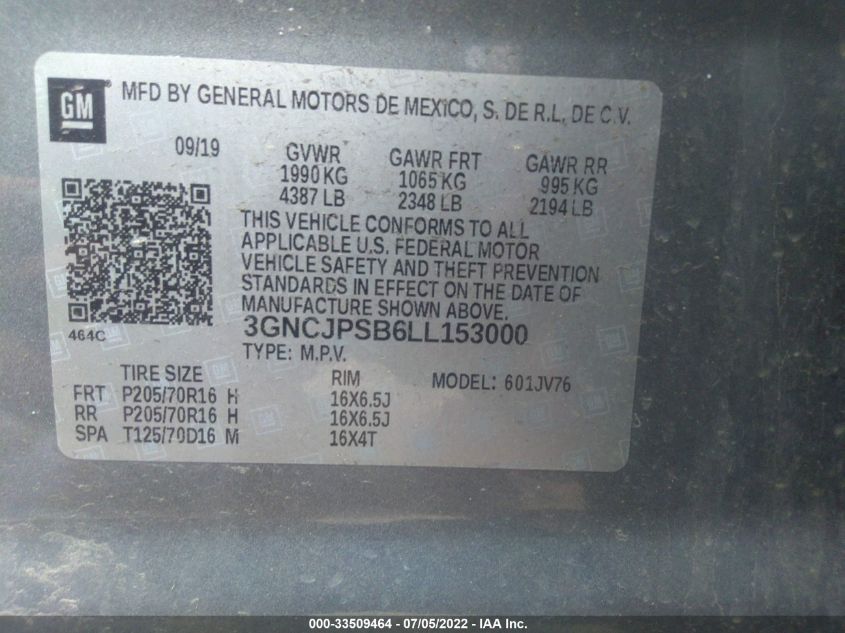 GM
MFD BY GENERAL MOTORS DE MEXICO, S. DE R.L. DE C.V.
09/19 GVWR GAWR FRT GAWR RR
1990 KG 1065 KG 995 KG
4387 LB 2348 LB 2194 LB
THIS VEHICLE CONFORMS TO ALL
APPLICABLE U.S. FEDERAL MOTOR
VEHICLE SAFETY AND THEFT PREVENTION
STANDARDS IN EFFECT ON THE DATE OF
MANUFACTURE SHOWN ABOVE.
464C
3GNCJPSB6LL153000
TYPE: M.P.V.
TIRE SIZE RIM MODEL: 601JV76
FRT P205/70R16 H 16X6.5J
RR P205/70R16 H 16X6.5J
SPA T125/70D16 M 16X4T
000-33509464 - 07/05/2022 - IAA Inc.